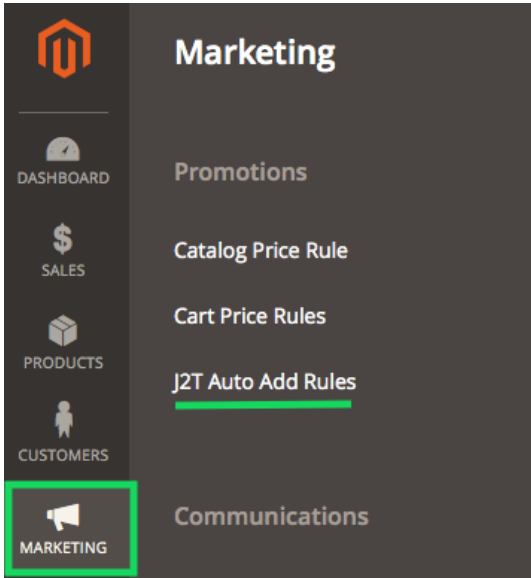 Marketing
DASHBOARD
SALES
PRODUCTS
CUSTOMERS
MARKETING
Promotions
Catalog Price Rule
Cart Price Rules
J2T Auto Add Rules
Communications